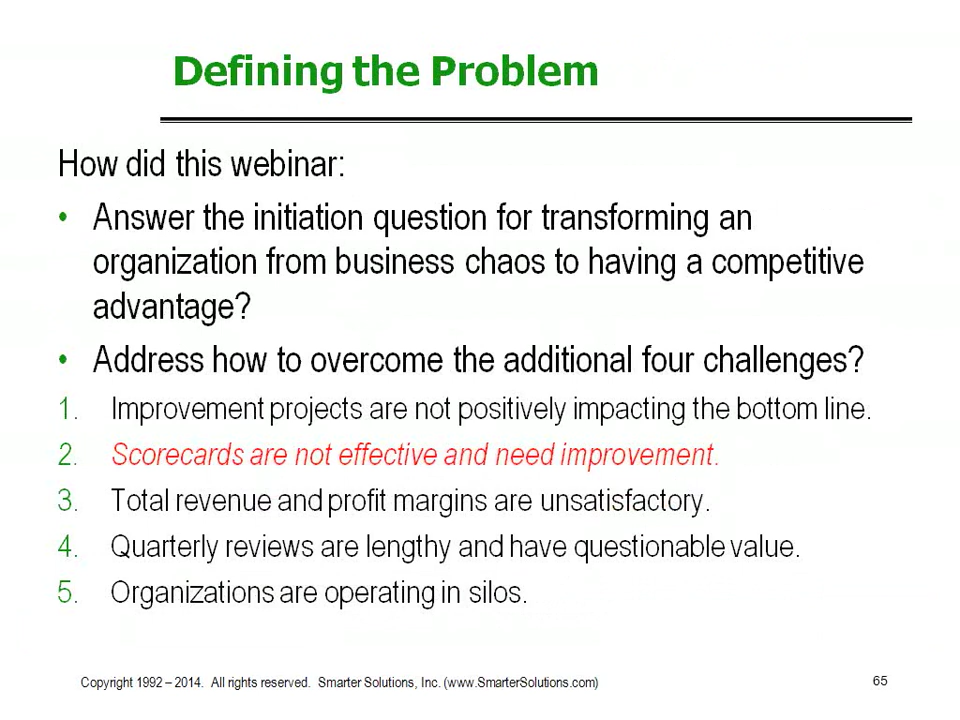 Defining the Problem
How did this webinar:
• Answer the initiation question for transforming an
organization from business chaos to having a competitive
advantage?
• Address how to overcome the additional four challenges?
1. Improvement projects are not positively impacting the bottom line.
2. Scorecards are not effective and need improvement.
3. Total revenue and profit margins are unsatisfactory.
4. Quarterly reviews are lengthy and have questionable value.
5. Organizations are operating in silos.
Copyright 1992 – 2014. All rights reserved. Smarter Solutions, Inc. (www.SmarterSolutions.com)
65